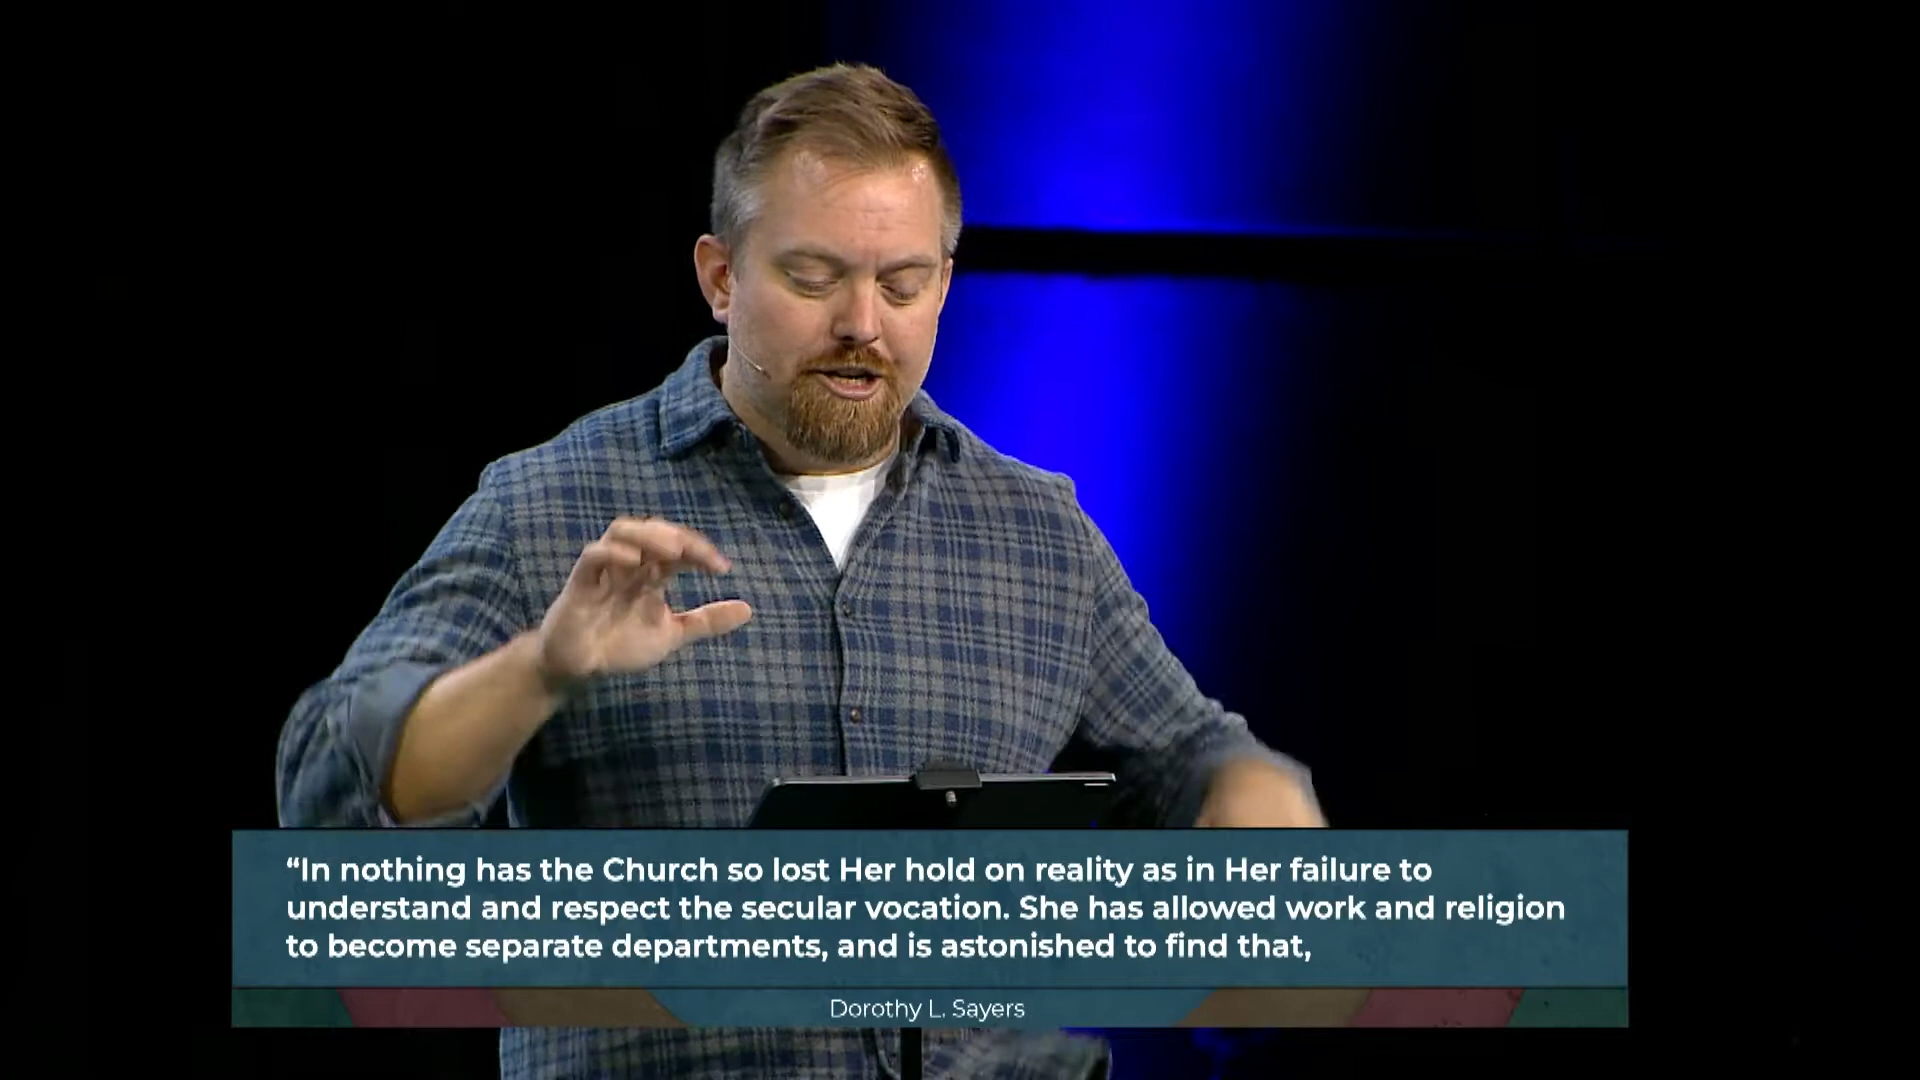 “In nothing has the Church so lost Her hold on reality as in Her failure to
understand and respect the secular vocation. She has allowed work and religion
to become separate departments, and is astonished to find that,
Dorothy L. Sayers